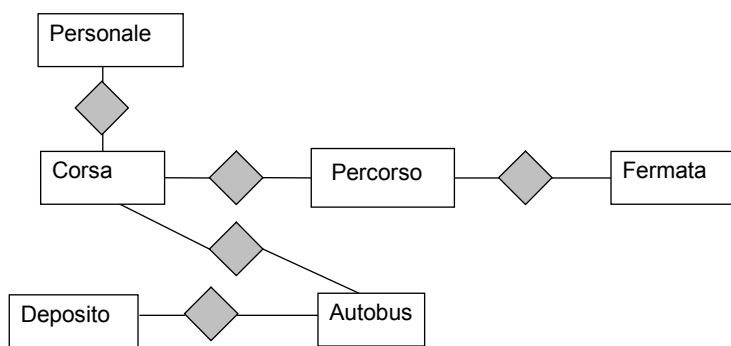 Personale
Corsa
Percorso
Fermata
Deposito
Autobus